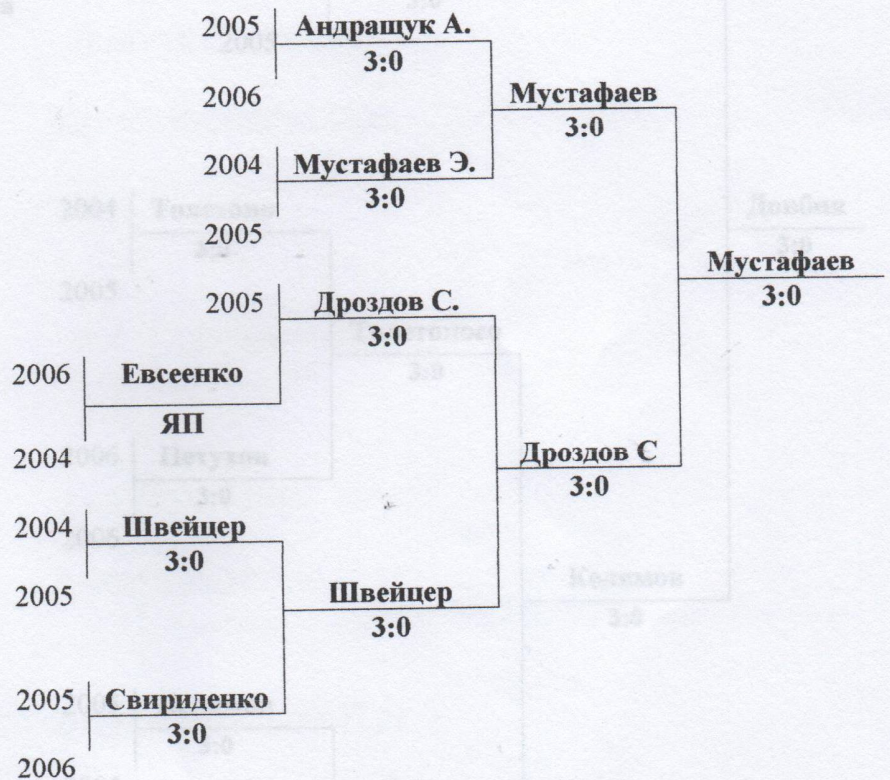 2005 Андращук А.
3:0
2006
Мустафаев
3:0
2004 Мустафаев Э.
3:0
2005
Мустафаев
3:0
2005 Дроздов С.
3:0
2006 Евсеенко
ЯП
2004
Дроздов С
3:0
2004 Швейцер
3:0
2005
Швейцер
3:0
2005 Свириденко
3:0
2006